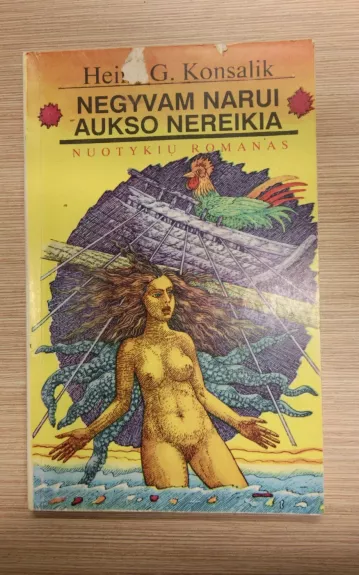 G. Konsalik
NEGYVAM NARUI
AUKSO NEREIKIA
NUOTYKIU ROMANAS